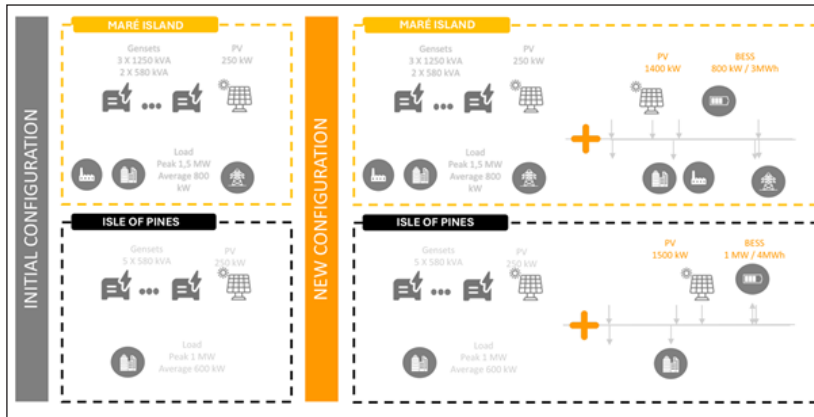 INITIAL CONFIGURATION
MARÉ ISLAND
Gensets
3 X 1250 kVA
2 X 580 kVA
PV
250 kW
Load
Peak 1,5 MW
Average 800
kW
ISLE OF PINES
Gensets
5 X 580 kVA
PV
250 kW
Load
Peak 1 MW
Average 600 kW
NEW CONFIGURATION
MARÉ ISLAND
Gensets
3 X 1250 kVA
2 X 580 kVA
PV
250 kW
Load
Peak 1,5 MW
Average 800
kW
PV
1400 kW
BESS
800 kW / 3MWh
ISLE OF PINES
Gensets
5 X 580 kVA
PV
250 kW
Load
Peak 1 MW
Average 600 kW
PV
1500 kW
BESS
1 MW / 4MWh